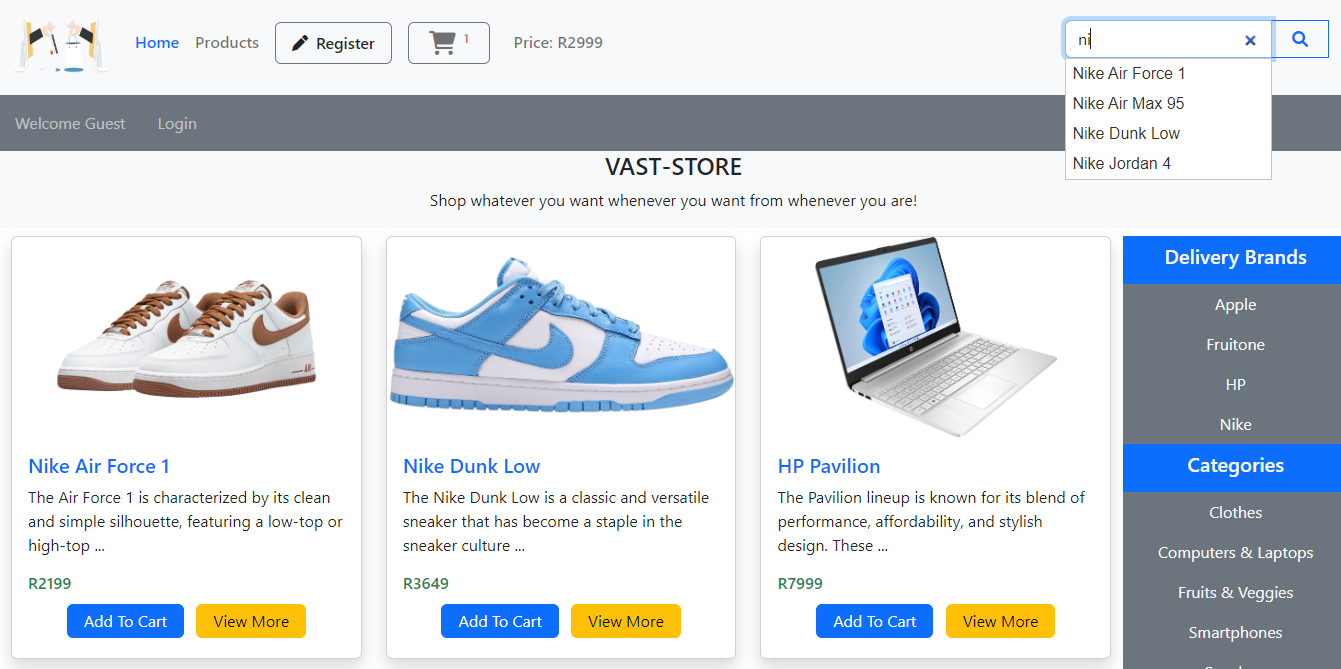 Home Products Register 1 Price: R2999
ni
Nike Air Force 1
Nike Air Max 95
Nike Dunk Low
Nike Jordan 4
Welcome Guest Login
VAST-STORE
Shop whatever you want whenever you want from whenever you are!
Nike Air Force 1
The Air Force 1 is characterized by its clean
and simple silhouette, featuring a low-top or
high-top ...
R2199
Add To Cart View More
Nike Dunk Low
The Nike Dunk Low is a classic and versatile
sneaker that has become a staple in the
sneaker culture ...
R3649
Add To Cart View More
HP Pavilion
The Pavilion lineup is known for its blend of
performance, affordability, and stylish
design. These ...
R7999
Add To Cart View More
Delivery Brands
Apple
Fruitone
HP
Nike
Categories
Clothes
Computers & Laptops
Fruits & Veggies
Smartphones